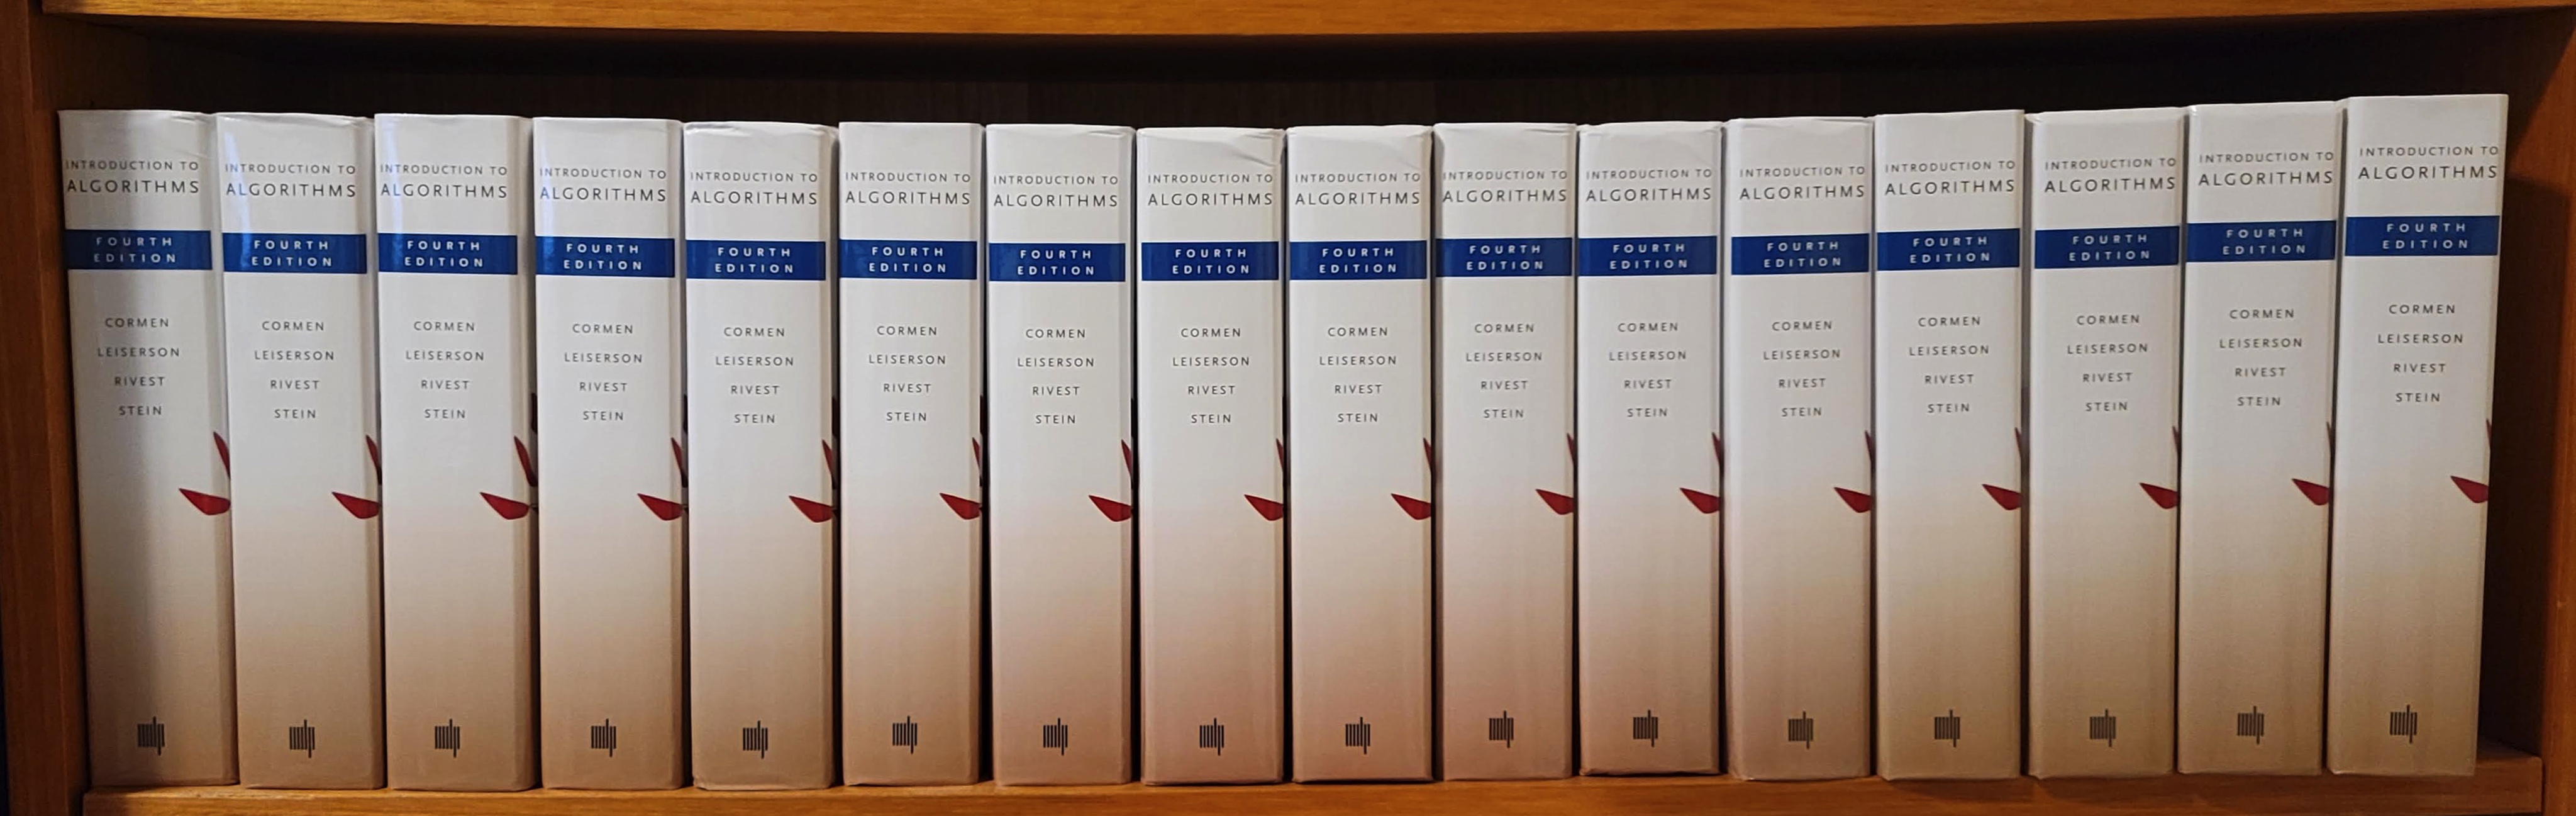 INTRODUCTION TO
ALGORITHMS
FOURTH
EDITION
CORMEN
LEISERSON
RIVEST
STEIN
INTRODUCTION TO
ALGORITHMS
FOURTH
EDITION
CORMEN
LEISERSON
RIVEST
STEIN
INTRODUCTION TO
ALGORITHMS
FOURTH
EDITION
CORMEN
LEISERSON
RIVEST
STEIN
INTRODUCTION TO
ALGORITHMS
FOURTH
EDITION
CORMEN
LEISERSON
RIVEST
STEIN
INTRODUCTION TO
ALGORITHMS
FOURTH
EDITION
CORMEN
LEISERSON
RIVEST
STEIN
INTRODUCTION TO
ALGORITHMS
FOURTH
EDITION
CORMEN
LEISERSON
RIVEST
STEIN
INTRODUCTION TO
ALGORITHMS
FOURTH
EDITION
CORMEN
LEISERSON
RIVEST
STEIN
INTRODUCTION TO
ALGORITHMS
FOURTH
EDITION
CORMEN
LEISERSON
RIVEST
STEIN
INTRODUCTION TO
ALGORITHMS
FOURTH
EDITION
CORMEN
LEISERSON
RIVEST
STEIN
INTRODUCTION TO
ALGORITHMS
FOURTH
EDITION
CORMEN
LEISERSON
RIVEST
STEIN
INTRODUCTION TO
ALGORITHMS
FOURTH
EDITION
CORMEN
LEISERSON
RIVEST
STEIN
INTRODUCTION TO
ALGORITHMS
FOURTH
EDITION
CORMEN
LEISERSON
RIVEST
STEIN
INTRODUCTION TO
ALGORITHMS
FOURTH
EDITION
CORMEN
LEISERSON
RIVEST
STEIN
INTRODUCTION TO
ALGORITHMS
FOURTH
EDITION
CORMEN
LEISERSON
RIVEST
STEIN
INTRODUCTION TO
ALGORITHMS
FOURTH
EDITION
CORMEN
LEISERSON
RIVEST
STEIN
INTRODUCTION TO
ALGORITHMS
FOURTH
EDITION
CORMEN
LEISERSON
RIVEST
STEIN